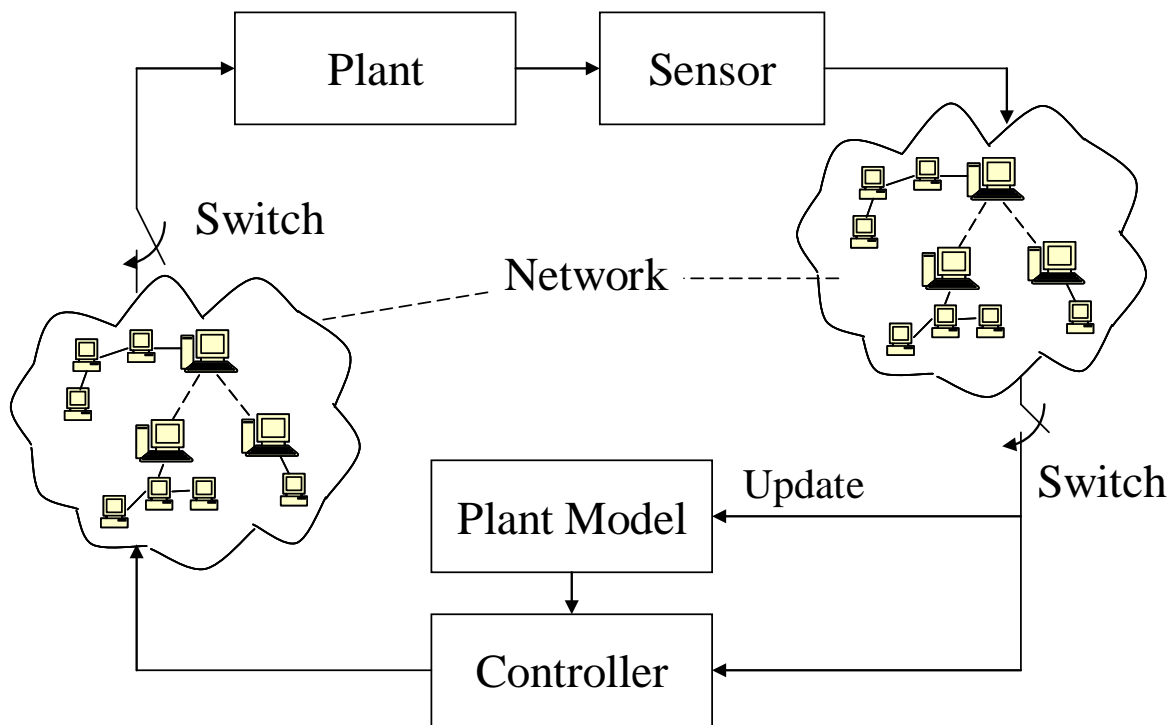 Plant
Sensor
Switch
Network
Update
Switch
Plant Model
Controller